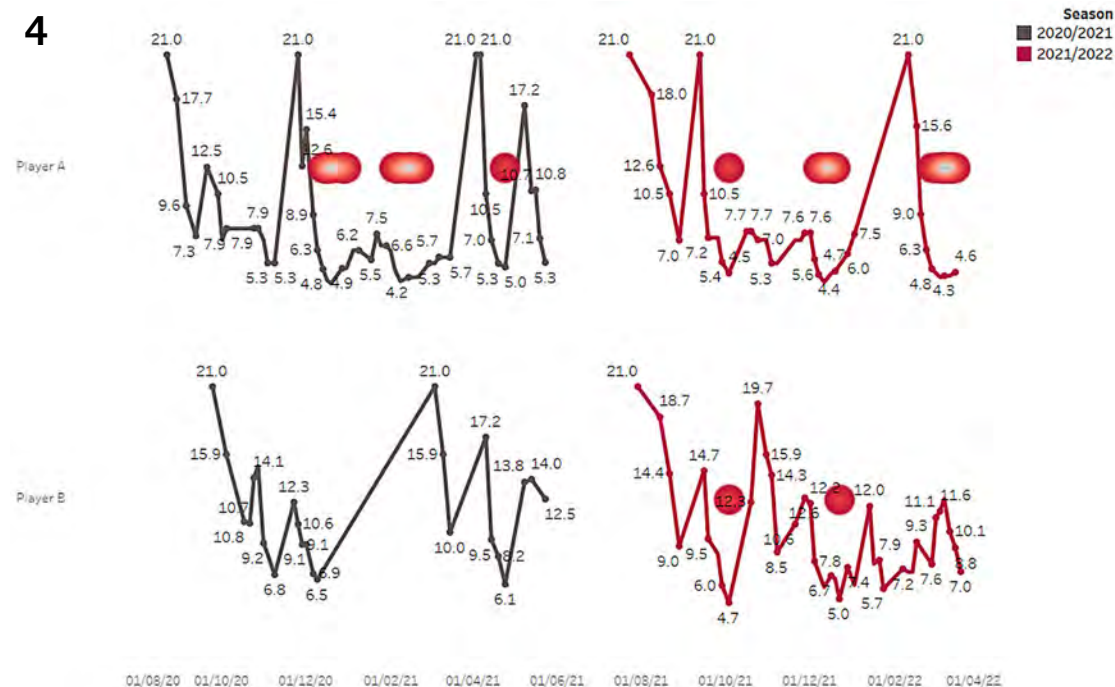 4
Season
2020/2021
2021/2022
21.0 21.0 21.0 21.0 21.0 21.0 21.0
17.7 15.4 17.2 18.0 15.6
12.5 12.6 12.6
9.6 10.5 8.9 10.5 10.7 10.8 10.5 10.5 9.0
7.3 7.9 7.9 7.9 6.3 6.2 7.5 6.6 5.7 7.0 7.1 7.0 7.2 7.7 7.7 7.0 7.6 7.6 7.5 6.3
5.3 5.3 4.8 4.9 5.5 4.2 5.3 5.7 5.3 5.0 5.3 5.4 4.5 5.3 5.6 4.7 4.4 6.0 4.8 4.3 4.6
Player A
21.0 21.0 21.0 19.7
15.9 14.1 15.9 17.2 18.7 15.9
10.7 12.3 13.8 14.0 14.4 14.7 12.3 14.3 12.0 11.1 11.6
10.8 10.6 12.5 12.6
9.2 9.1 9.1 10.0 9.5 8.2 9.0 9.5 8.5 7.9 9.3 10.1
6.8 6.5 6.1 6.0 4.7 7.8 6.7 5.0 7.4 5.7 7.2 7.6 8.8 7.0
Player B
01/08/20 01/10/20 01/12/20 01/02/21 01/04/21 01/06/21 01/08/21 01/10/21 01/12/21 01/02/22 01/04/22